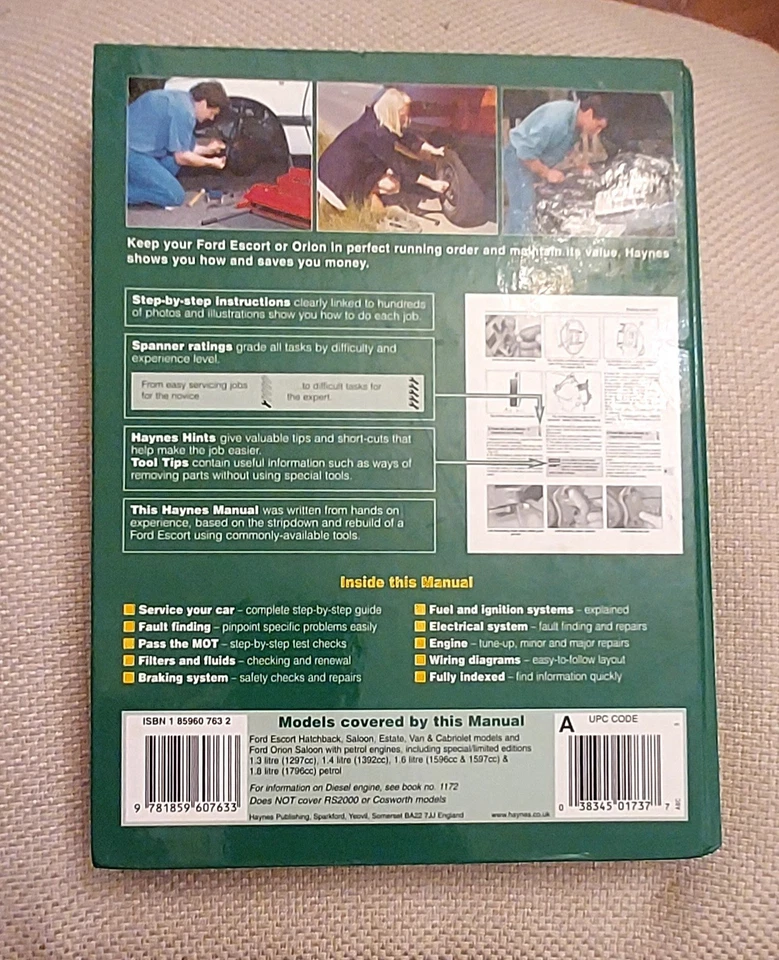 Keep your Ford Escort or Orion in perfect running order and maintain its value, Haynes
shows you how and saves you money.
Step-by-step instructions clearly linked to hundreds
of photos and illustrations show you how to do each job.
Spanner ratings grade all tasks by difficulty and
experience level.
From easy servicing jobs
for the novice
to difficult tasks for
the expert.
Haynes Hints give valuable tips and short-cuts that
help make the job easier.
Tool Tips contain useful information such as ways of
removing parts without using special tools.
This Haynes Manual was written from hands on
experience, based on the stripdown and rebuild of a
Ford Escort using commonly-available tools.
Inside this Manual
Service your car – complete step-by-step guide
Fault finding – pinpoint specific problems easily
Pass the MOT – step-by-step test checks
Filters and fluids – checking and renewal
Braking system – safety checks and repairs
Fuel and ignition systems – explained
Electrical system – fault finding and repairs
Engine – tune-up, minor and major repairs
Wiring diagrams – easy-to-follow layout
Fully indexed – find information quickly
ISBN 1 85960 763 2
9 781859 607633
Models covered by this Manual
Ford Escort Hatchback, Saloon, Estate, Van & Cabriolet models and
Ford Orion Saloon with petrol engines, including special/limited editions
1.3 litre (1297cc), 1.4 litre (1392cc), 1.6 litre (1596cc & 1597cc) &
1.8 litre (1796cc) petrol
For information on Diesel engine, see book no. 1172
Does NOT cover RS2000 or Cosworth models
Haynes Publishing, Sparkford, Yeovil, Somerset BA22 7JJ England
www.haynes.co.uk
A UPC CODE
0 38345 01737 7